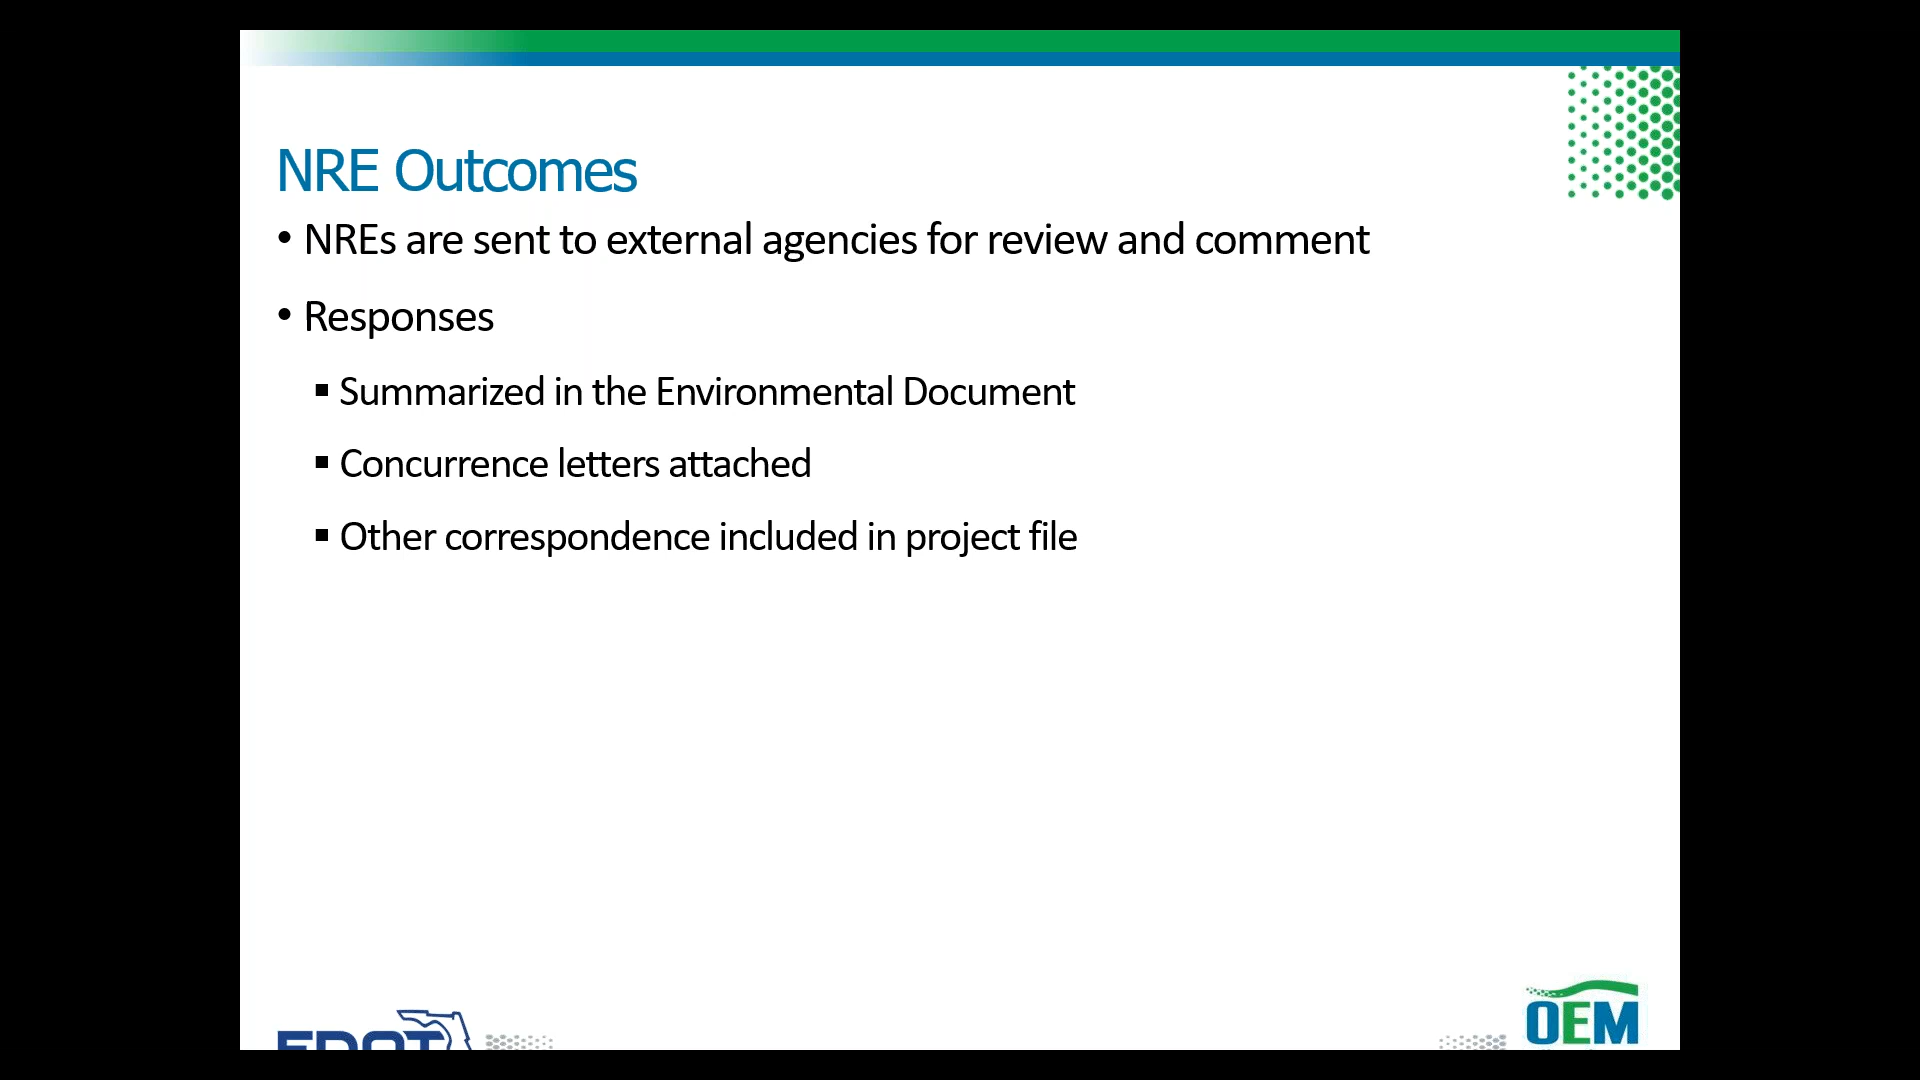 NRE Outcomes
• NREs are sent to external agencies for review and comment
• Responses
▪ Summarized in the Environmental Document
▪ Concurrence letters attached
▪ Other correspondence included in project file
FDOT
OEM